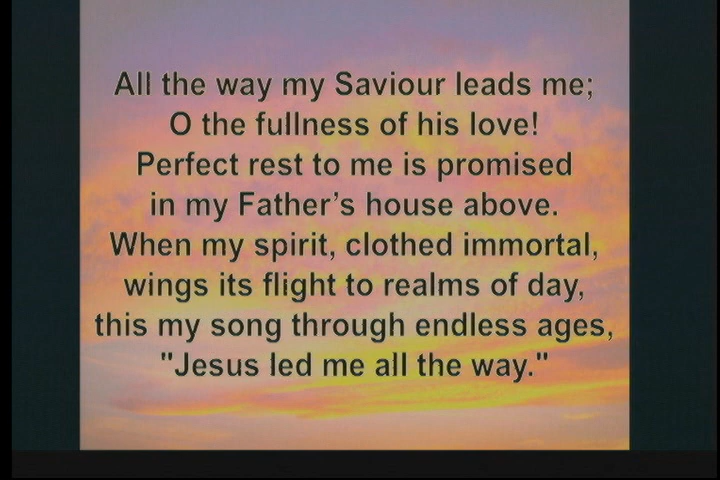 All the way my Saviour leads me;
O the fullness of his love!
Perfect rest to me is promised
in my Father’s house above.
When my spirit, clothed immortal,
wings its flight to realms of day,
this my song through endless ages,
"Jesus led me all the way."